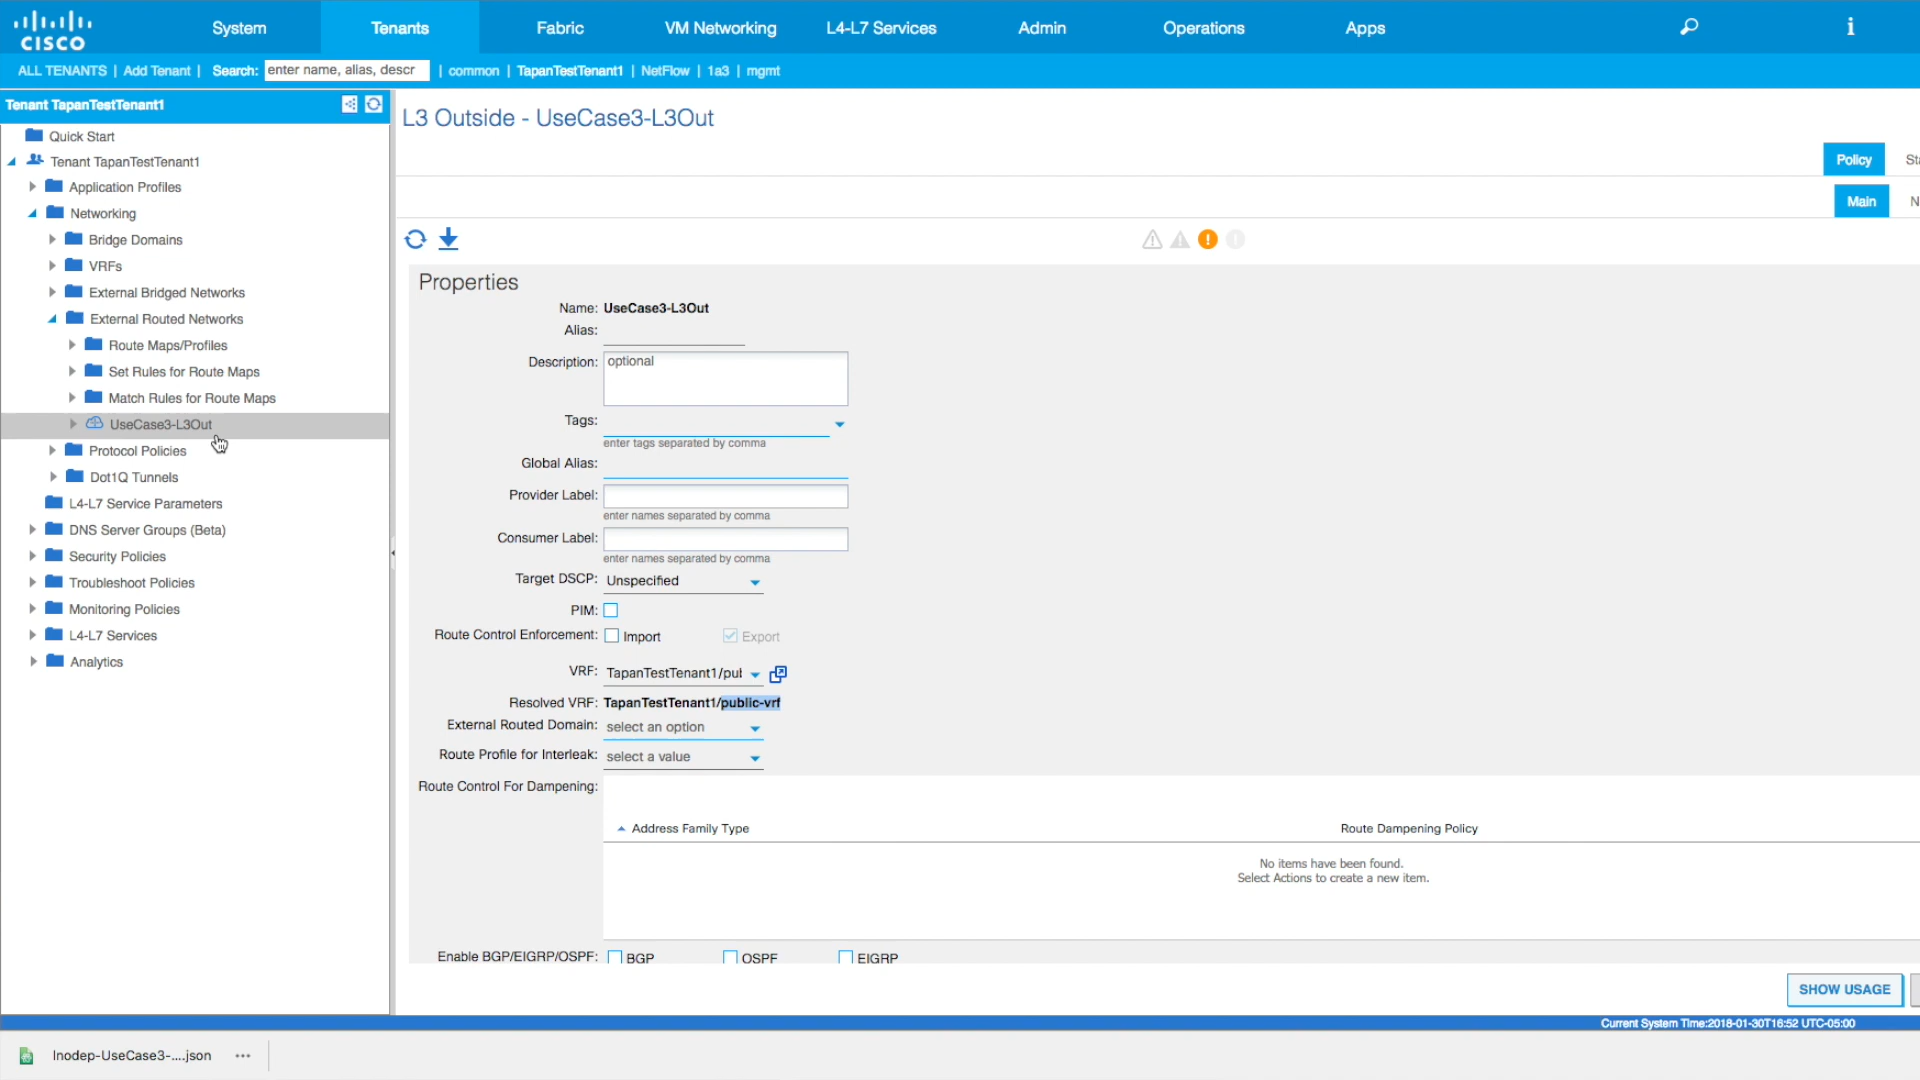 CISCO
System
Tenants
Fabric
VM Networking
L4-L7 Services
Admin
Operations
Apps
i
ALL TENANTS | Add Tenant | Search: enter name, alias, descr | common | TapanTestTenant1 | NetFlow | 1a3 | mgmt
Tenant TapanTestTenant1
Quick Start
Tenant TapanTestTenant1
Application Profiles
Networking
Bridge Domains
VRFs
External Bridged Networks
External Routed Networks
Route Maps/Profiles
Set Rules for Route Maps
Match Rules for Route Maps
UseCase3-L3Out
Protocol Policies
Dot1Q Tunnels
L4-L7 Service Parameters
DNS Server Groups (Beta)
Security Policies
Troubleshoot Policies
Monitoring Policies
L4-L7 Services
Analytics
L3 Outside - UseCase3-L3Out
Policy
Sta
Main
N
Properties
Name: UseCase3-L3Out
Alias:
Description: optional
Tags:
enter tags separated by comma
Global Alias:
Provider Label:
enter names separated by comma
Consumer Label:
enter names separated by comma
Target DSCP: Unspecified
PIM:
Route Control Enforcement: Import Export
VRF: TapanTestTenant1/put
Resolved VRF: TapanTestTenant1/public-vrf
External Routed Domain: select an option
Route Profile for Interleak: select a value
Route Control For Dampening:
Address Family Type Route Dampening Policy
No items have been found.
Select Actions to create a new item.
Enable BGP/EIGRP/OSPF: BGP OSPF EIGRP
SHOW USAGE
Current System Time:2018-01-30T16:52 UTC-05:00
lnodep-UseCase3-....json